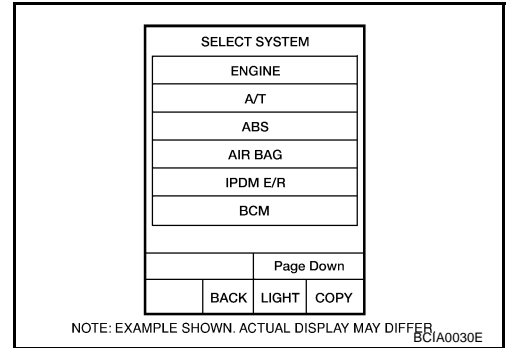 SELECT SYSTEM
ENGINE
A/T
ABS
AIR BAG
IPDM E/R
BCM
Page Down
BACK LIGHT COPY
NOTE: EXAMPLE SHOWN. ACTUAL DISPLAY MAY DIFFER.
BCIA0030E